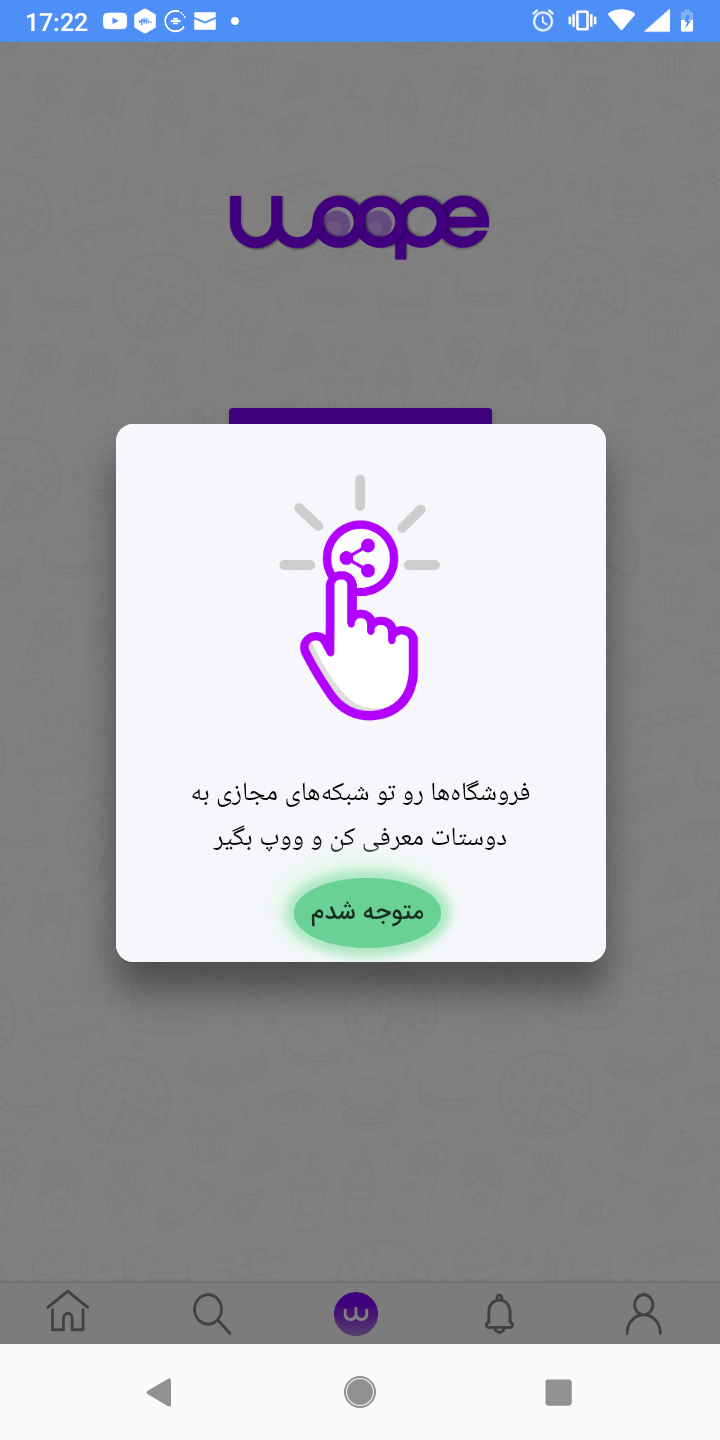 17:22
woope
فروشگاه‌ها رو تو شبکه‌های مجازی به
دوستات معرفی کن و ووپ بگیر
متوجه شدم
w